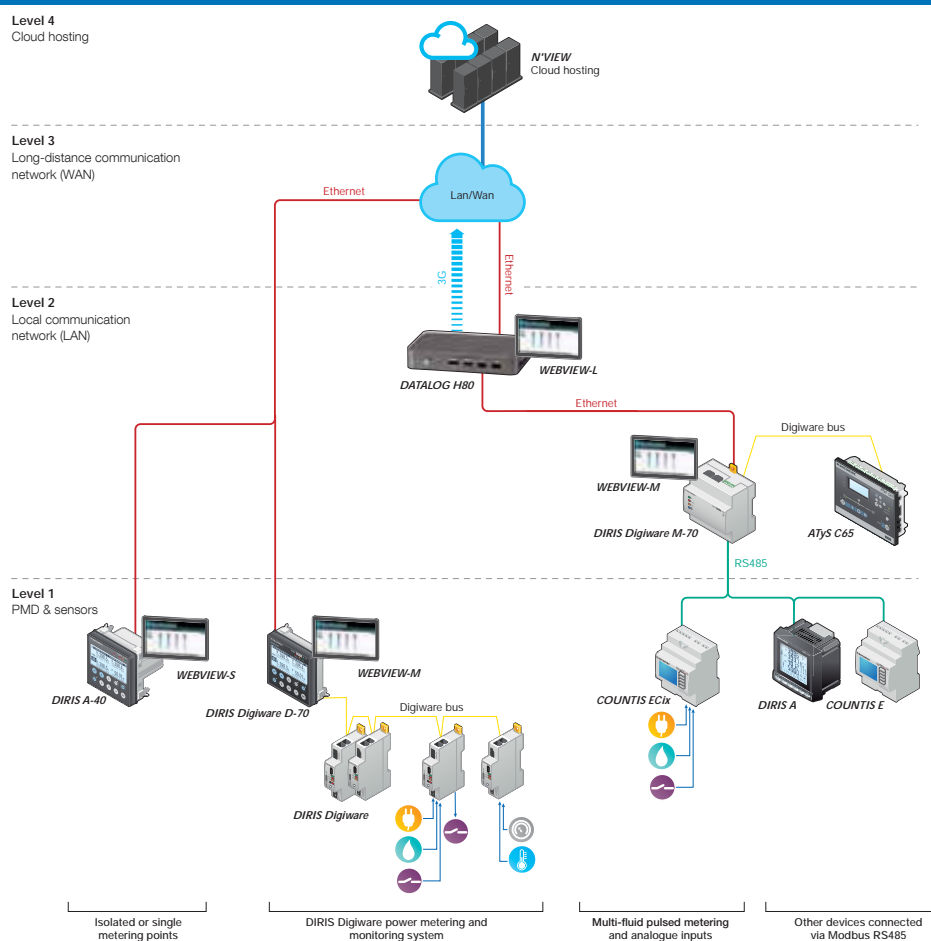 Level 4
Cloud hosting
N'VIEW
Cloud hosting
Level 3
Long-distance communication
network (WAN)
Ethernet
Lan/Wan
3G
Ethernet
Level 2
Local communication
network (LAN)
WEBVIEW-L
DATALOG H80
Ethernet
Digiware bus
WEBVIEW-M
DIRIS Digiware M-70
ATyS C65
RS485
Level 1
PMD & sensors
WEBVIEW-S
WEBVIEW-M
DIRIS A-40
DIRIS Digiware D-70
COUNTIS ECix
DIRIS A
COUNTIS E
Digiware bus
DIRIS Digiware
Isolated or single
metering points
DIRIS Digiware power metering and
monitoring system
Multi-fluid pulsed metering
and analogue inputs
Other devices connected
via Modbus RS485